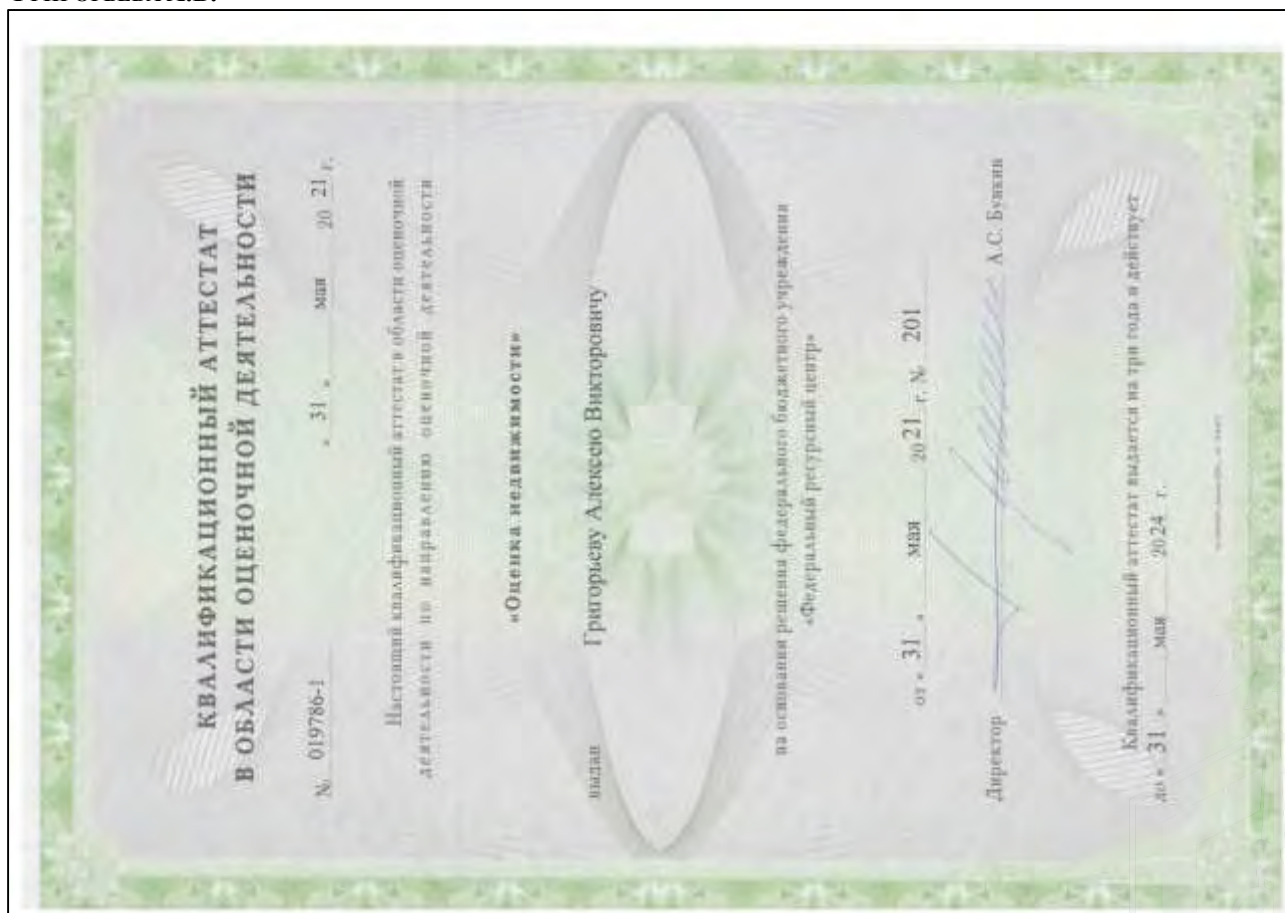 КВАЛИФИКАЦИОННЫЙ АТТЕСТАТ
В ОБЛАСТИ ОЦЕНОЧНОЙ ДЕЯТЕЛЬНОСТИ
№ 019786-1 « 31 » мая 20 21 г.
Настоящий квалификационный аттестат в области оценочной
деятельности по направлению оценочной деятельности
«Оценка недвижимости»
выдан Григорьеву Алексею Викторовичу
на основании решения федерального бюджетного учреждения
«Федеральный ресурсный центр»
от « 31 » мая 20 21 г. № 201
Директор А.С. Бункин
Квалификационный аттестат выдается на три года и действует
до « 31 » мая 2024 г.